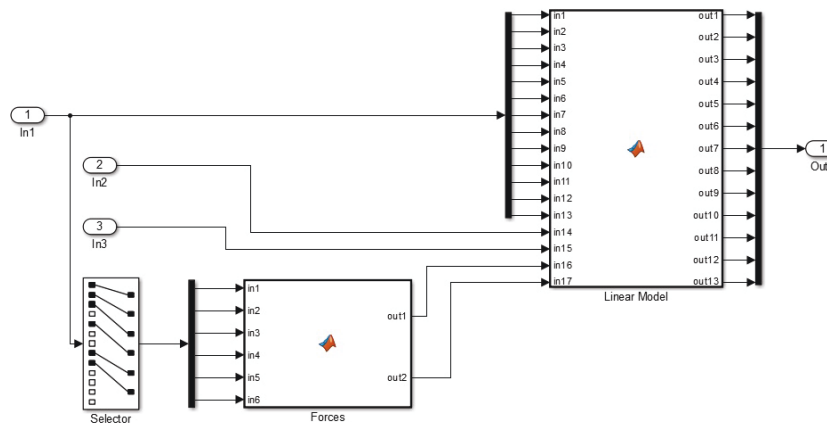 1
In1
2
In2
3
In3
Selector
in1
in2
in3
in4
in5
in6
out1
out2
Forces
in1
in2
in3
in4
in5
in6
in7
in8
in9
in10
in11
in12
in13
in14
in15
in16
in17
out1
out2
out3
out4
out5
out6
out7
out8
out9
out10
out11
out12
out13
Linear Model
1